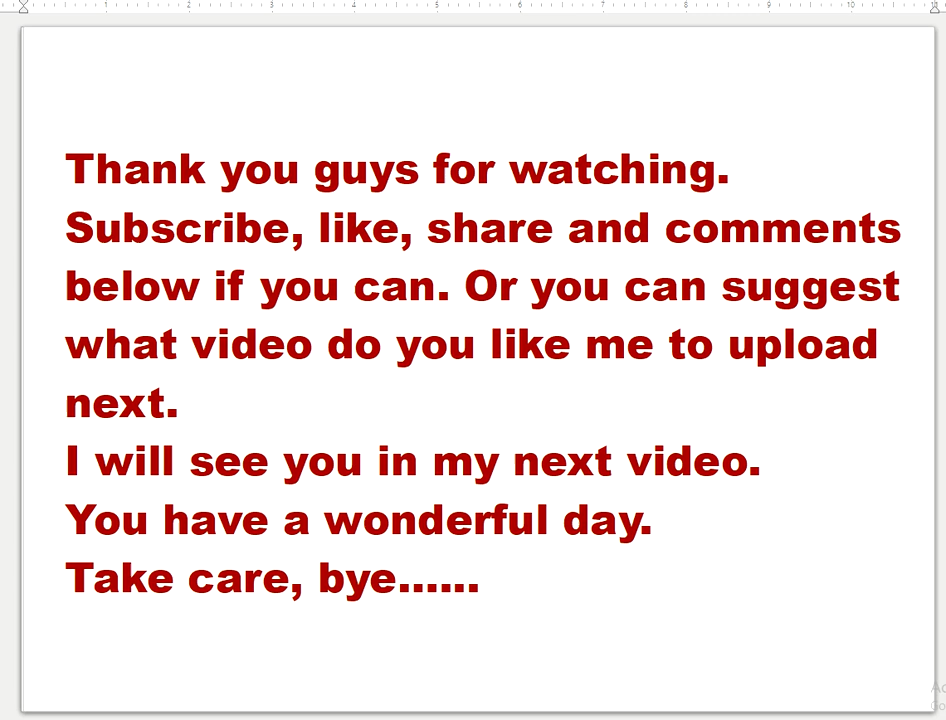 Thank you guys for watching.
Subscribe, like, share and comments
below if you can. Or you can suggest
what video do you like me to upload
next.
I will see you in my next video.
You have a wonderful day.
Take care, bye......